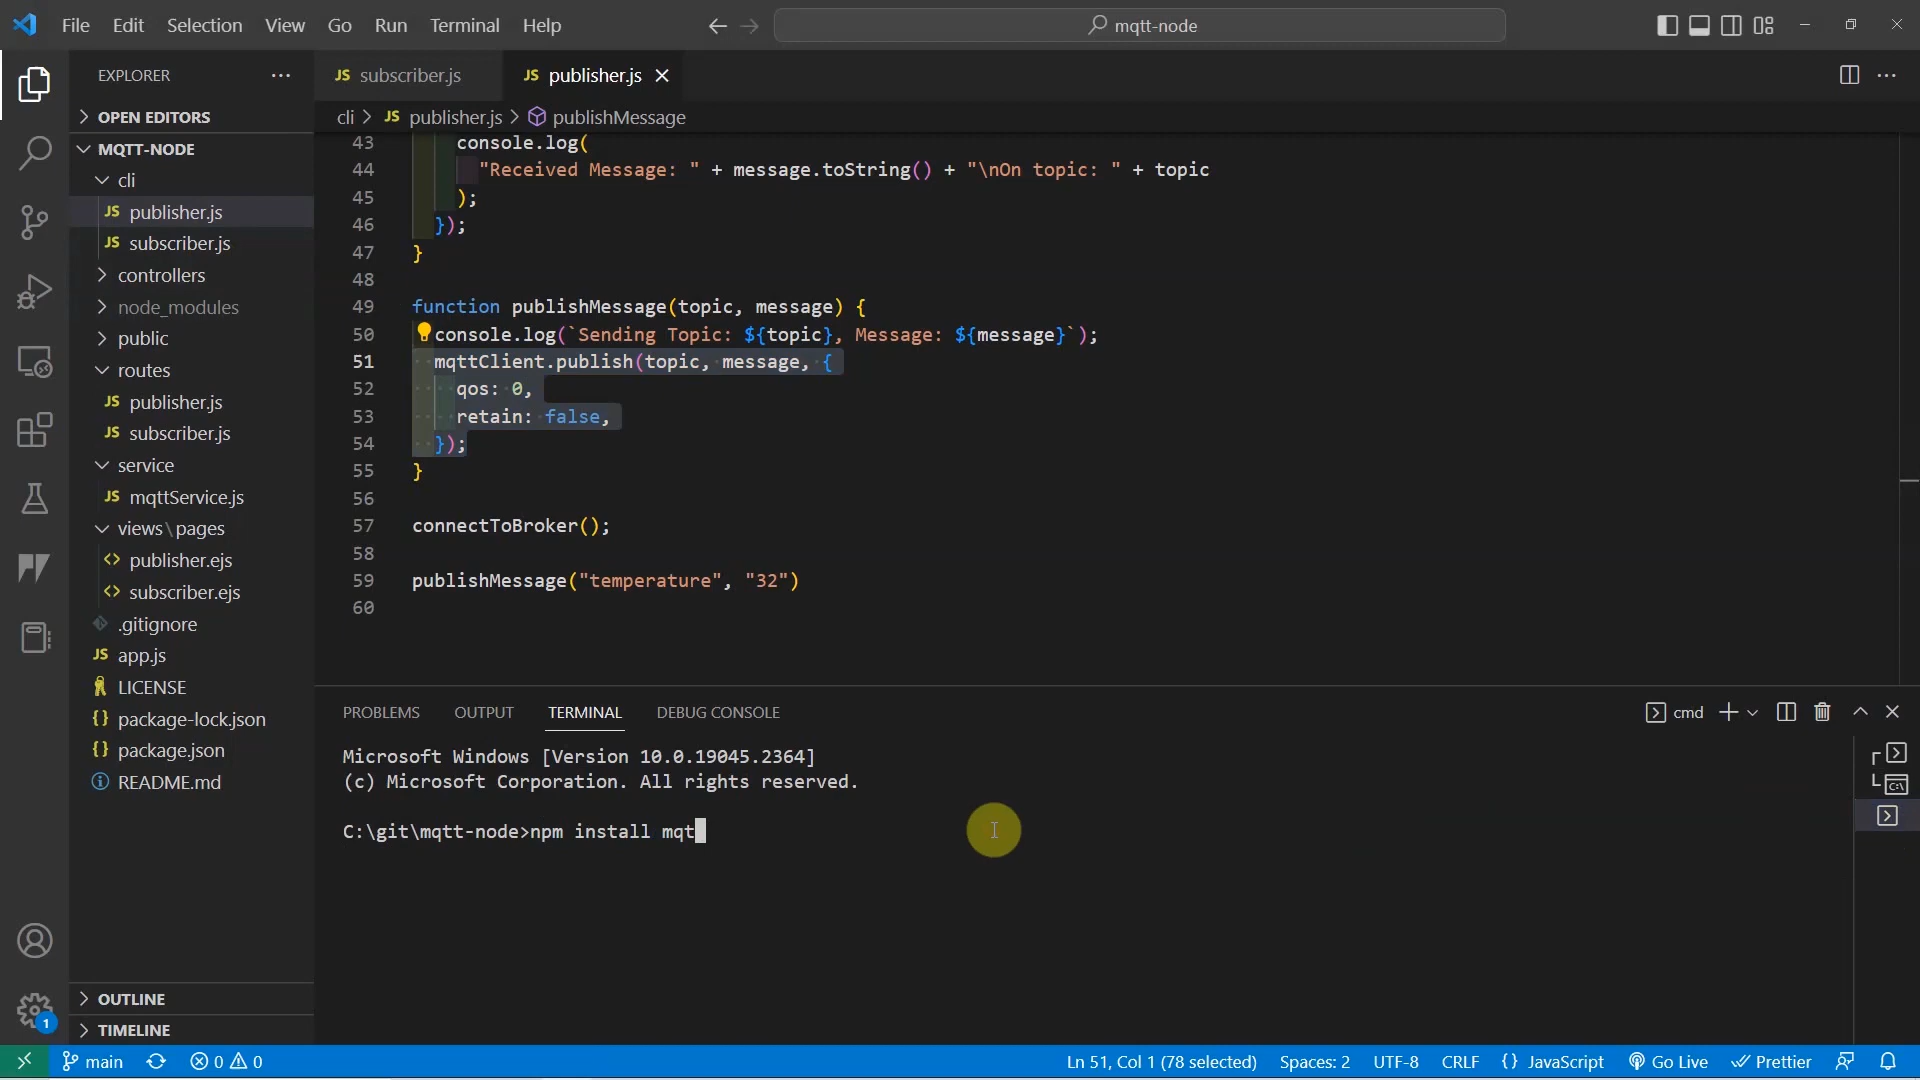 File Edit Selection View Go Run Terminal Help
mqtt-node
EXPLORER
OPEN EDITORS
MQTT-NODE
cli
JS publisher.js
JS subscriber.js
controllers
node_modules
public
routes
JS publisher.js
JS subscriber.js
service
JS mqttService.js
views\pages
<> publisher.ejs
<> subscriber.ejs
.gitignore
JS app.js
LICENSE
{} package-lock.json
{} package.json
README.md
OUTLINE
TIMELINE
JS subscriber.js JS publisher.js
cli > JS publisher.js > publishMessage
43 console.log(
44 "Received Message: " + message.toString() + "\nOn topic: " + topic
45 );
46 });
47 }
48
49 function publishMessage(topic, message) {
50 console.log(`Sending Topic: ${topic}, Message: ${message}`);
51 mqttClient.publish(topic, message, {
52 qos: 0,
53 retain: false,
54 });
55 }
56
57 connectToBroker();
58
59 publishMessage("temperature", "32")
60
PROBLEMS OUTPUT TERMINAL DEBUG CONSOLE
cmd
Microsoft Windows [Version 10.0.19045.2364]
(c) Microsoft Corporation. All rights reserved.
C:\git\mqtt-node>npm install mqt
1
main 0 0 Ln 51, Col 1 (78 selected) Spaces: 2 UTF-8 CRLF {} JavaScript Go Live Prettier